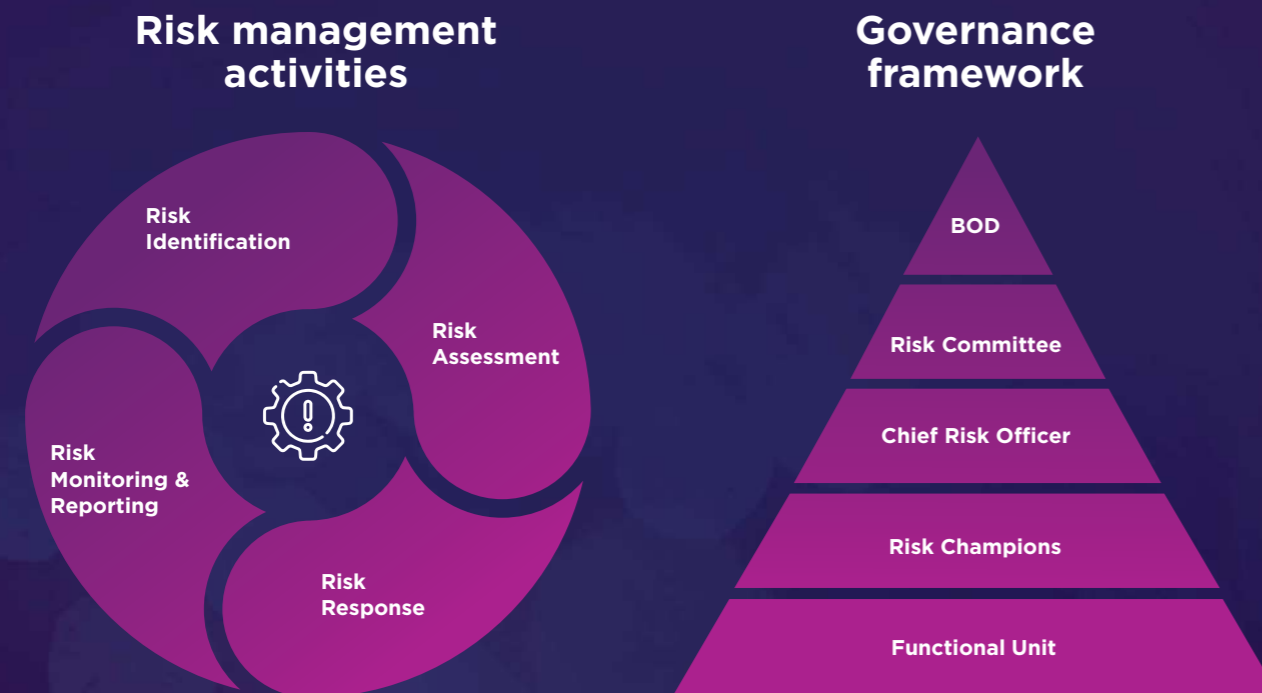 Risk management
activities
Risk
Identification
Risk
Assessment
Risk
Response
Risk
Monitoring &
Reporting
Governance
framework
BOD
Risk Committee
Chief Risk Officer
Risk Champions
Functional Unit